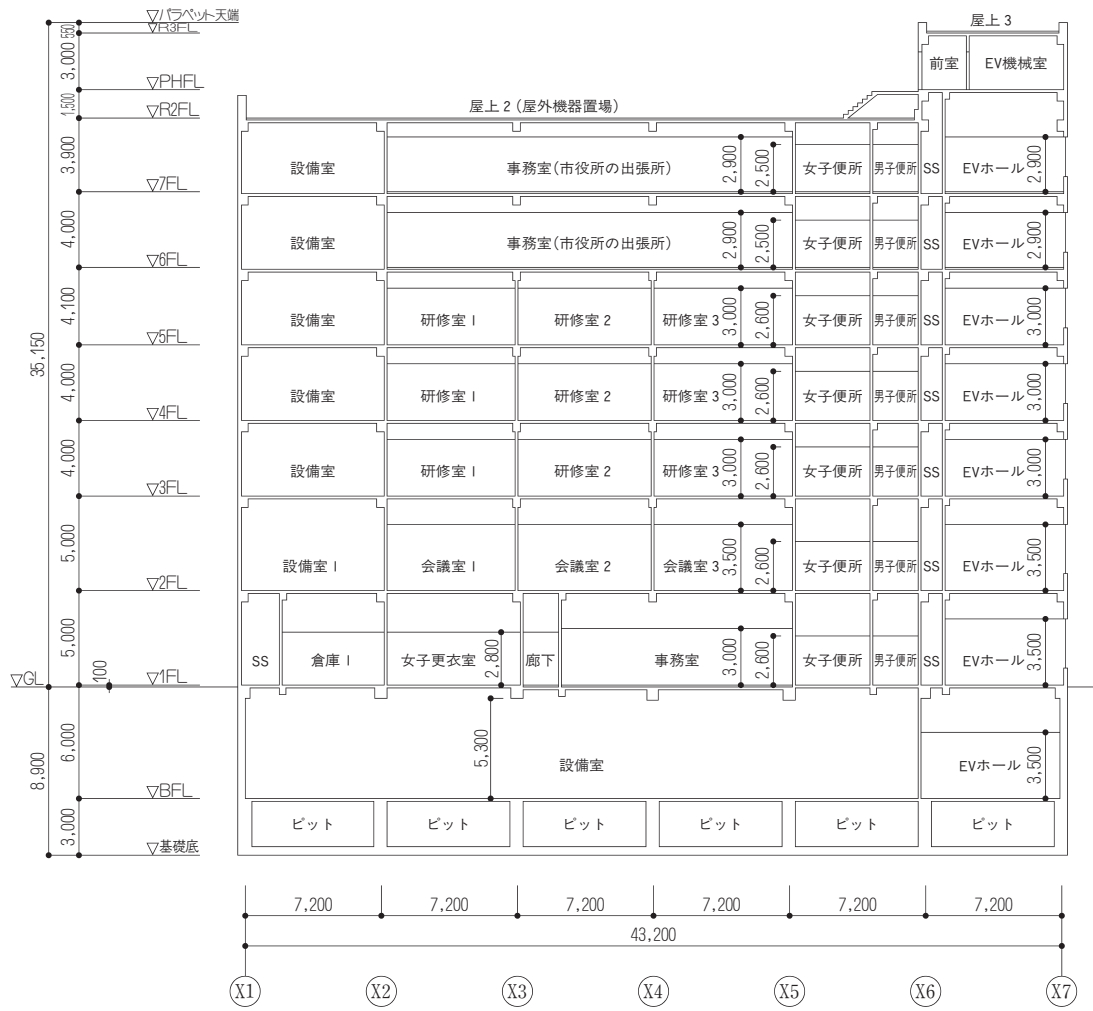 ▽パラペット天端
▽R3FL
屋上 3
550
3,000
前室
EV機械室
▽PHFL
1,500
▽R2FL
屋上 2 (屋外機器置場)
3,900
設備室
事務室(市役所の出張所)
2,900
2,500
女子便所
男子便所
SS
EVホール
2,900
▽7FL
4,000
設備室
事務室(市役所の出張所)
2,900
2,500
女子便所
男子便所
SS
EVホール
2,900
▽6FL
4,100
設備室
研修室 1
研修室 2
研修室 3
3,000
2,600
女子便所
男子便所
SS
EVホール
3,000
▽5FL
35,150
4,000
設備室
研修室 1
研修室 2
研修室 3
3,000
2,600
女子便所
男子便所
SS
EVホール
3,000
▽4FL
4,000
設備室
研修室 1
研修室 2
研修室 3
3,000
2,600
女子便所
男子便所
SS
EVホール
3,000
▽3FL
5,000
設備室 1
会議室 1
会議室 2
会議室 3
3,500
2,600
女子便所
男子便所
SS
EVホール
3,500
▽2FL
5,000
SS
倉庫 1
女子更衣室
2,800
廊下
事務室
3,000
2,600
女子便所
男子便所
SS
EVホール
3,500
▽GL
100
▽1FL
8,900
6,000
5,300
設備室
EVホール
3,500
▽BFL
3,000
ピット
ピット
ピット
ピット
ピット
ピット
▽基礎底
7,200
7,200
7,200
7,200
7,200
7,200
43,200
X1
X2
X3
X4
X5
X6
X7